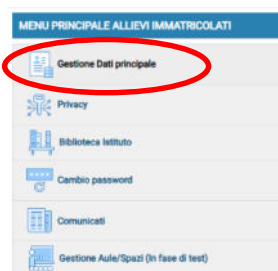 MENU PRINCIPALE ALLIEVI IMMATRICOLATI
Gestione Dati principale
Privacy
Biblioteca Istituto
Cambio password
Comunicati
Gestione Aule/Spazi (In fase di test)